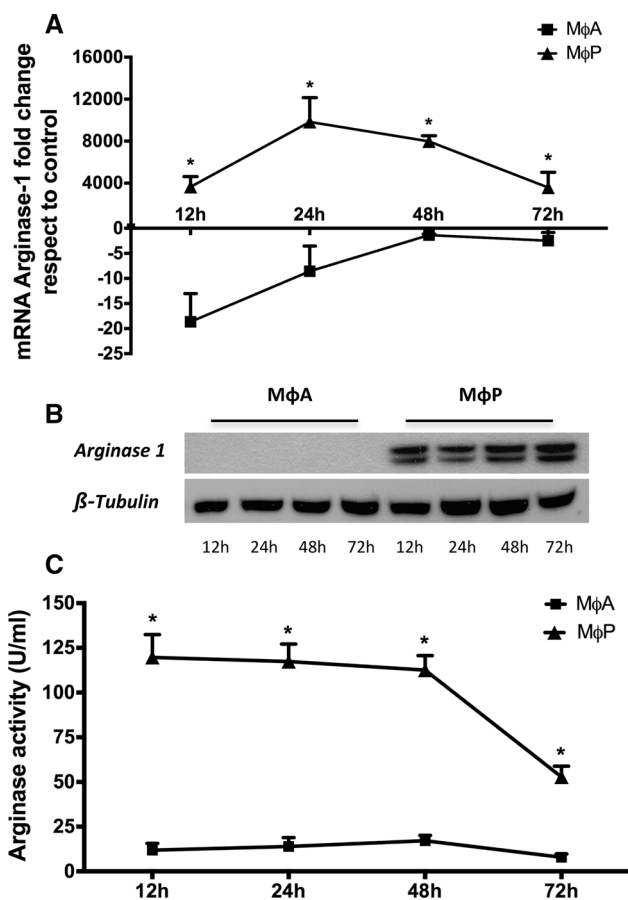 A
MφA
MφP
mRNA Arginase-1 fold change
respect to control
16000
12000
8000
4000
0
-5
-10
-15
-20
-25
* * * *
12h 24h 48h 72h
B
MφA MφP
Arginase 1
ß-Tubulin
12h 24h 48h 72h 12h 24h 48h 72h
C
MφA
MφP
Arginase activity (U/ml)
150
125
100
75
50
25
0
* * * *
12h 24h 48h 72h